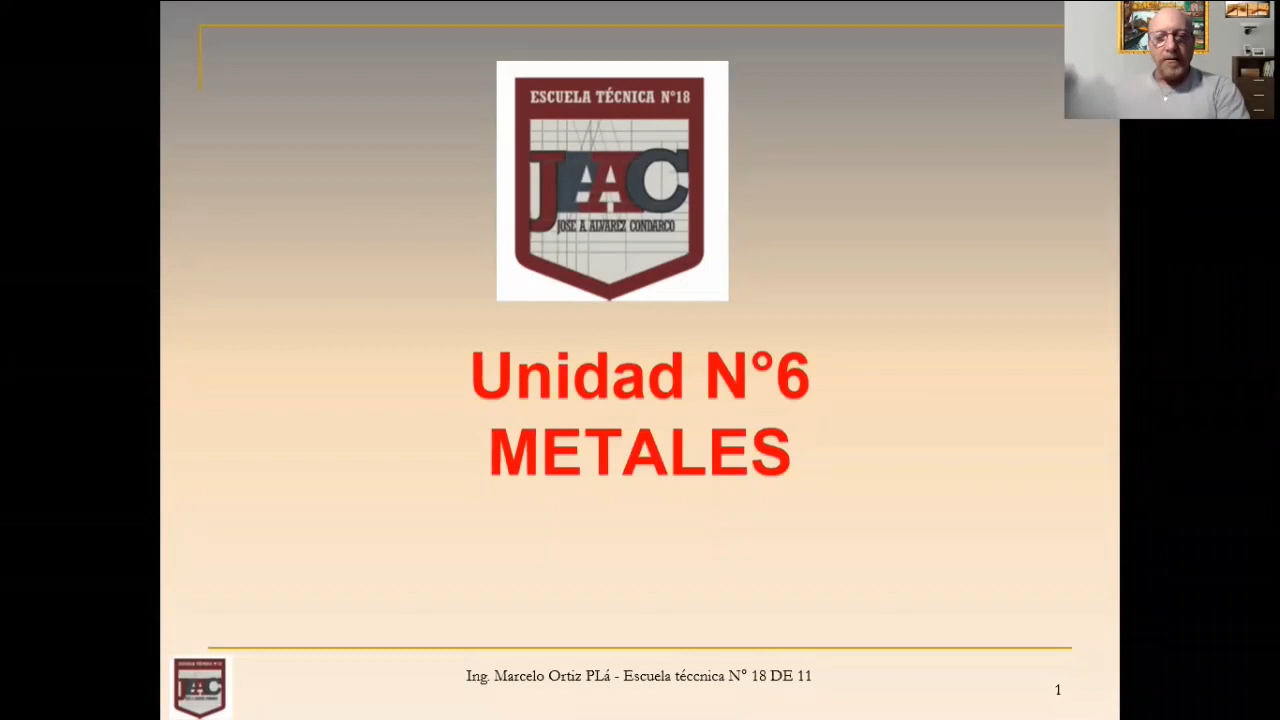 ESCUELA TÉCNICA N°18
JAAC
JOSE A. ALVAREZ CONDARCO
Unidad N°6
METALES
Ing. Marcelo Ortiz PLá - Escuela téccnica N° 18 DE 11
1
JAAC